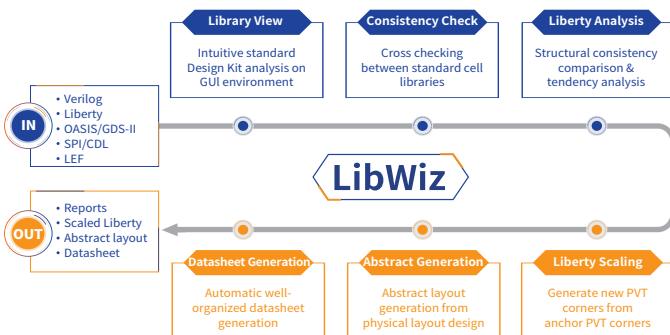 Library View
Intuitive standard
Design Kit analysis on
GUI environment
Consistency Check
Cross checking
between standard cell
libraries
Liberty Analysis
Structural consistency
comparison &
tendency analysis
IN
• Verilog
• Liberty
• OASIS/GDS-II
• SPI/CDL
• LEF
LibWiz
OUT
• Reports
• Scaled Liberty
• Abstract layout
• Datasheet
Datasheet Generation
Automatic well-
organized datasheet
generation
Abstract Generation
Abstract layout
generation from
physical layout design
Liberty Scaling
Generate new PVT
corners from
anchor PVT corners